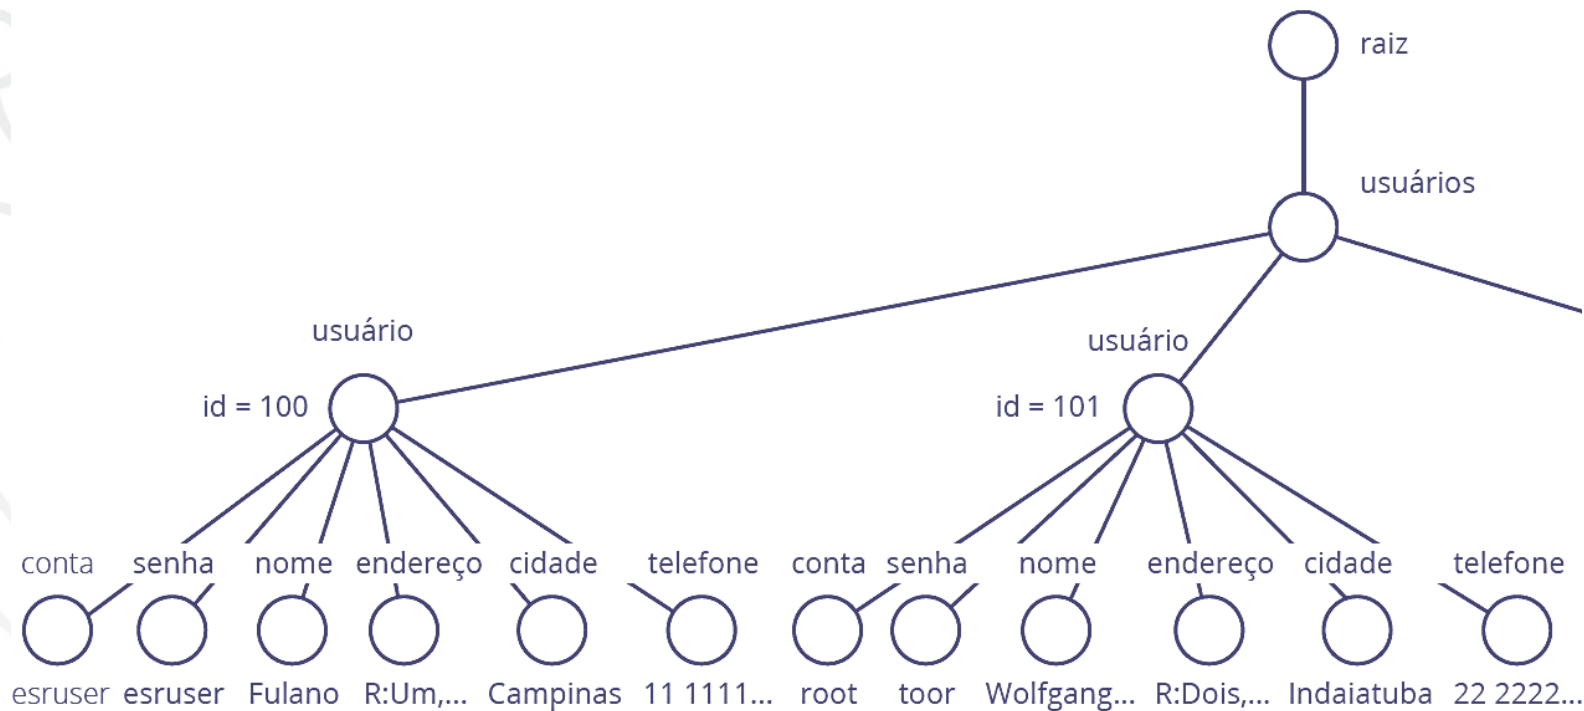 raiz
usuários
usuário
usuário
id = 100
id = 101
conta senha nome endereço cidade telefone conta senha nome endereço cidade telefone
esruser esruser Fulano R:Um,... Campinas 11 1111... root toor Wolfgang... R:Dois,... Indaiatuba 22 2222...